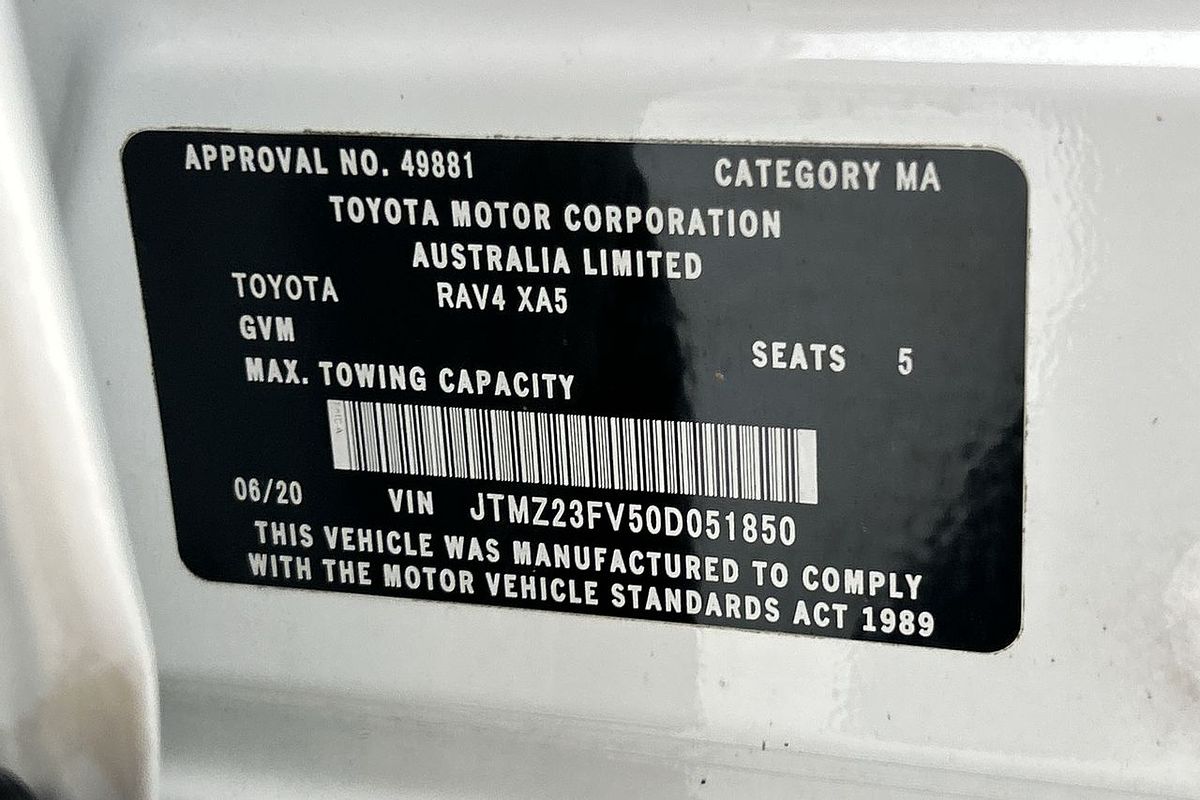 APPROVAL NO. 49881 CATEGORY MA
TOYOTA MOTOR CORPORATION
AUSTRALIA LIMITED
TOYOTA RAV4 XA5
GVM
SEATS 5
MAX. TOWING CAPACITY
06/20 VIN JTMZ23FV50D051850
THIS VEHICLE WAS MANUFACTURED TO COMPLY
WITH THE MOTOR VEHICLE STANDARDS ACT 1989